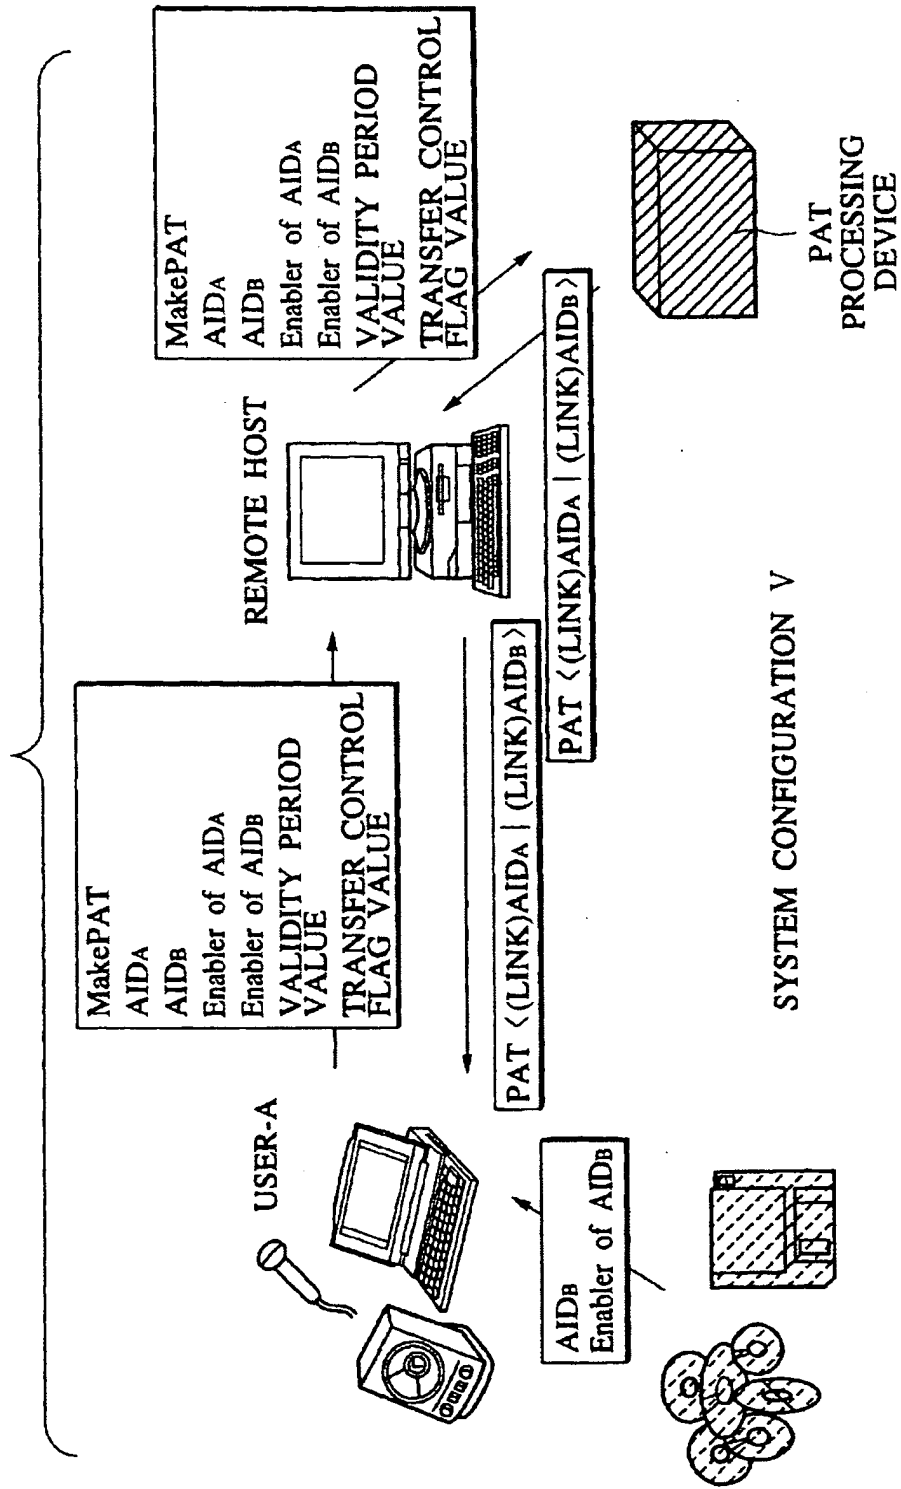 USER-A
MakePAT
AIDA
AIDB
Enabler of AIDA
Enabler of AIDB
VALIDITY PERIOD
VALUE
TRANSFER CONTROL
FLAG VALUE
REMOTE HOST
MakePAT
AIDA
AIDB
Enabler of AIDA
Enabler of AIDB
VALIDITY PERIOD
VALUE
TRANSFER CONTROL
FLAG VALUE
PAT <(LINK)AIDA | (LINK)AIDB>
PAT <(LINK)AIDA | (LINK)AIDB>
AIDB
Enabler of AIDB
PAT
PROCESSING
DEVICE
SYSTEM CONFIGURATION V